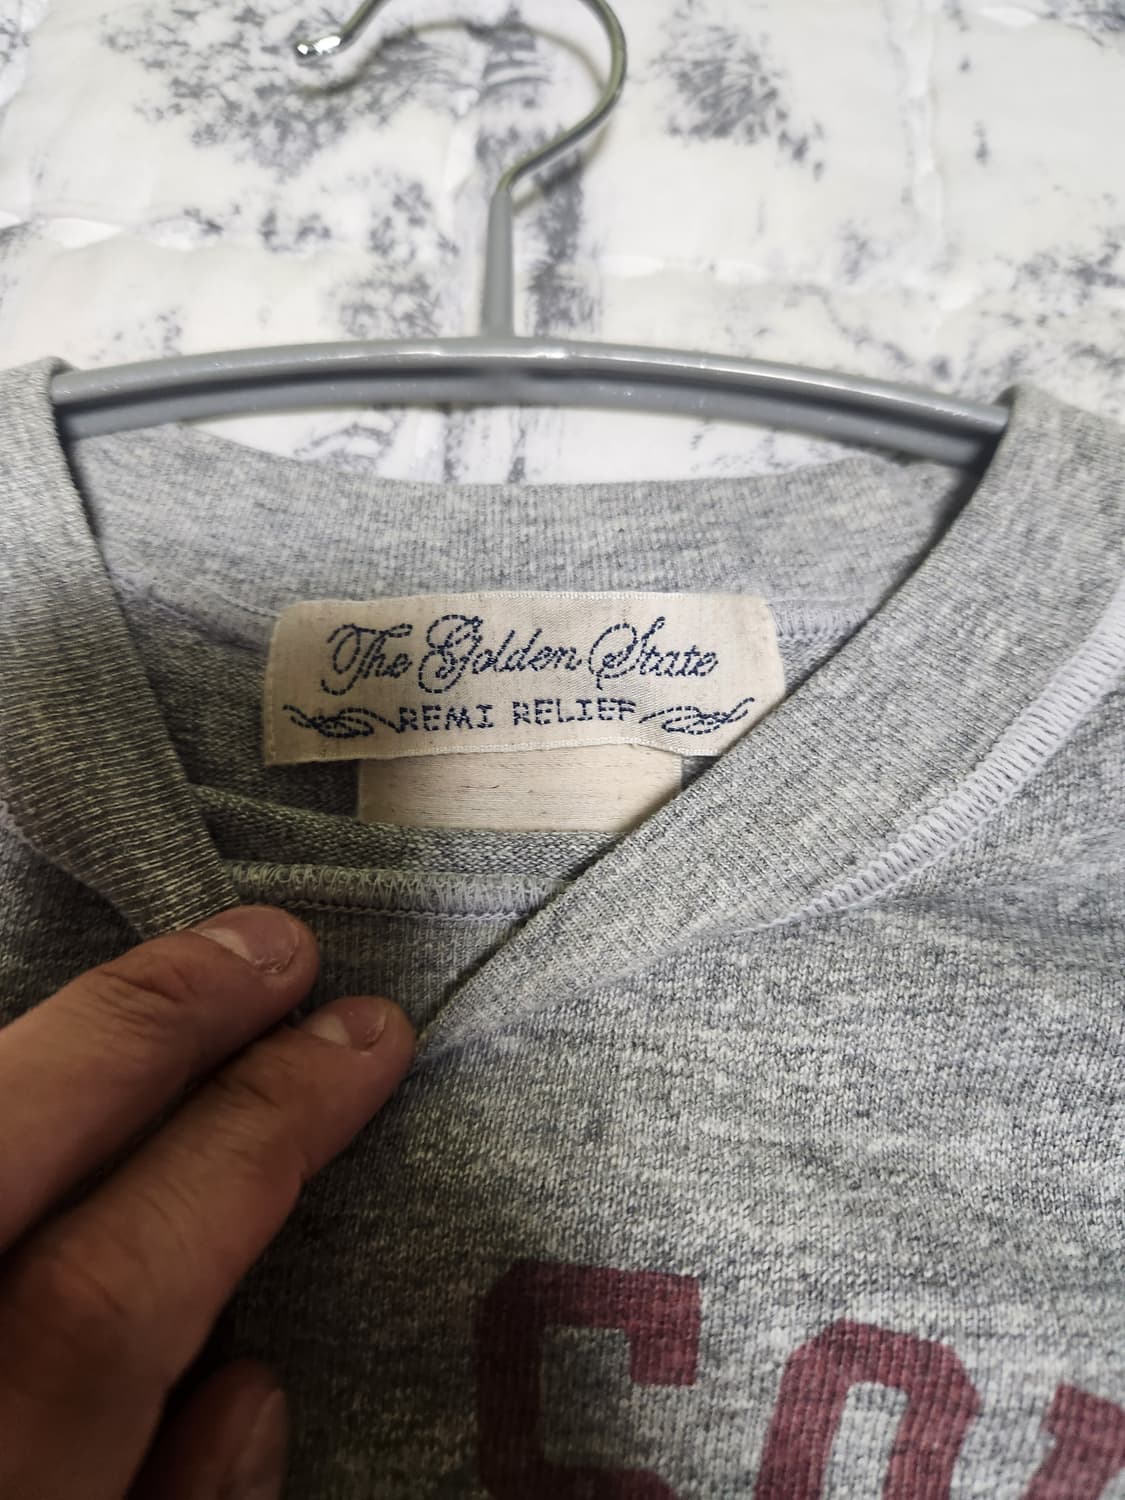 The Golden State
REMI RELIEF